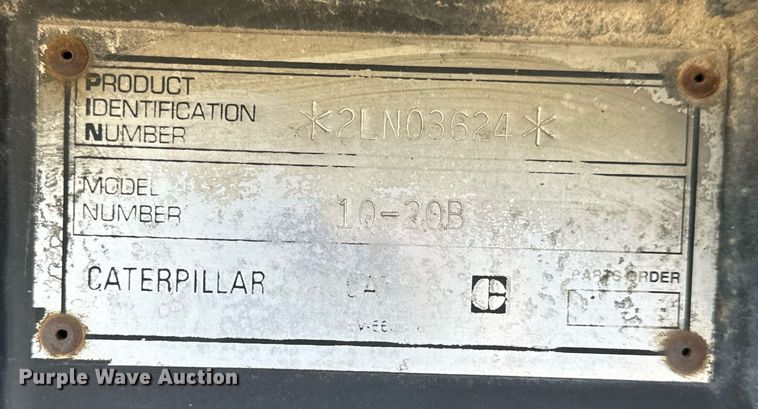 PRODUCT
IDENTIFICATION
NUMBER
*2LN03624*
MODEL
NUMBER
10-20B
CATERPILLAR
PARTS ORDER
Purple Wave Auction